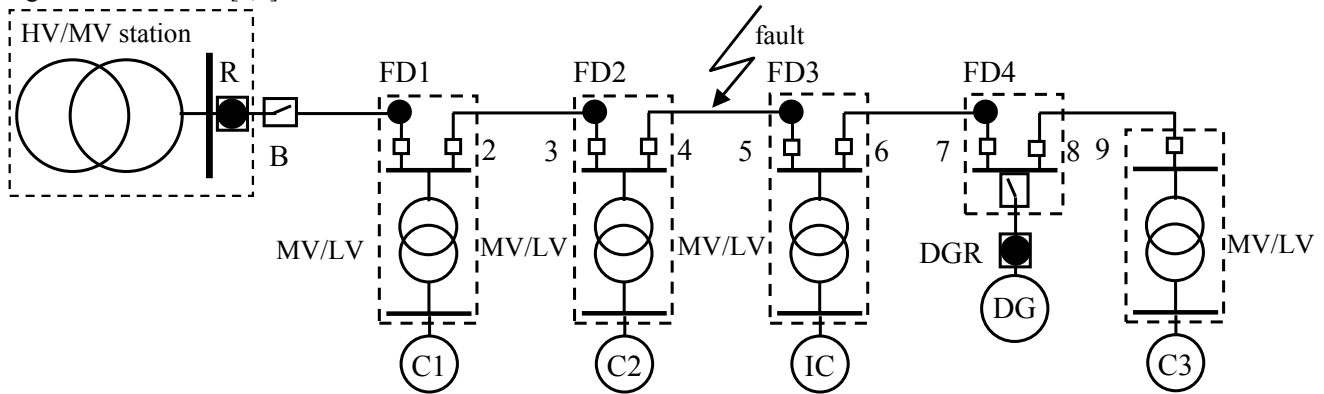 HV/MV station
fault
R
FD1
FD2
FD3
FD4
B
2
3
4
5
6
7
8
9
MV/LV
MV/LV
MV/LV
DGR
MV/LV
DG
C1
C2
IC
C3